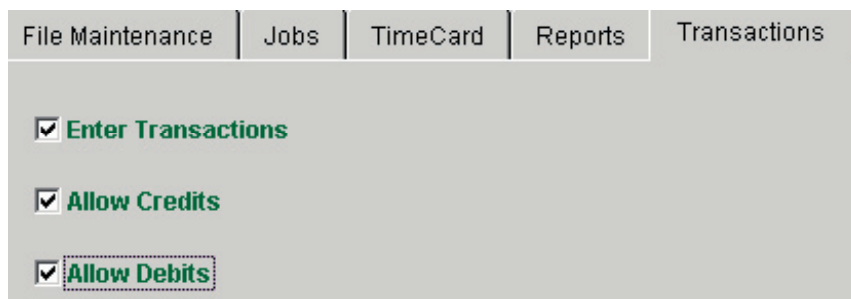 File Maintenance Jobs TimeCard Reports Transactions
Enter Transactions
Allow Credits
Allow Debits